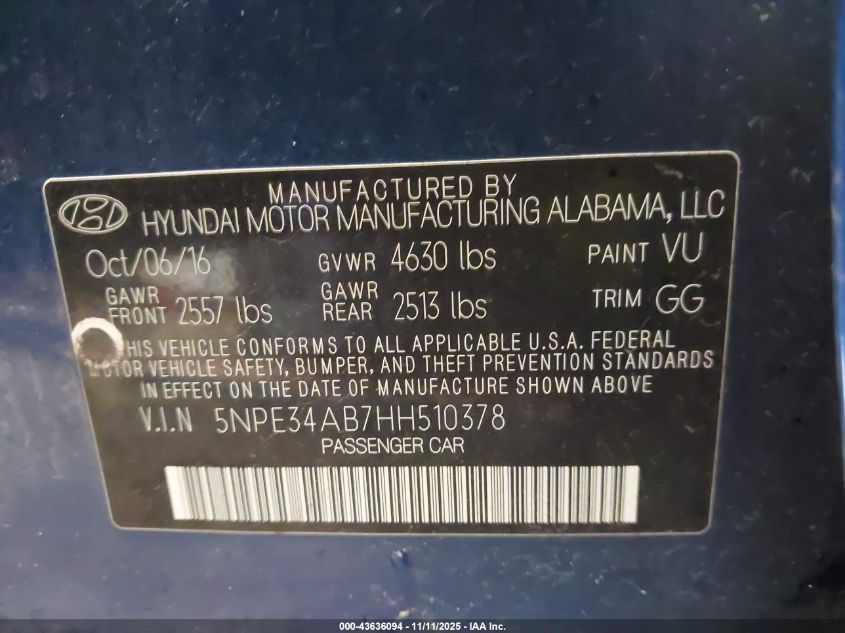 MANUFACTURED BY
HYUNDAI MOTOR MANUFACTURING ALABAMA, LLC
Oct/06/16 GVWR 4630 lbs PAINT VU
GAWR FRONT 2557 lbs GAWR REAR 2513 lbs TRIM GG
HIS VEHICLE CONFORMS TO ALL APPLICABLE U.S.A. FEDERAL
MOTOR VEHICLE SAFETY, BUMPER, AND THEFT PREVENTION STANDARDS
IN EFFECT ON THE DATE OF MANUFACTURE SHOWN ABOVE
V.I.N 5NPE34AB7HH510378
PASSENGER CAR
000-43636094 - 11/11/2025 - IAA Inc.